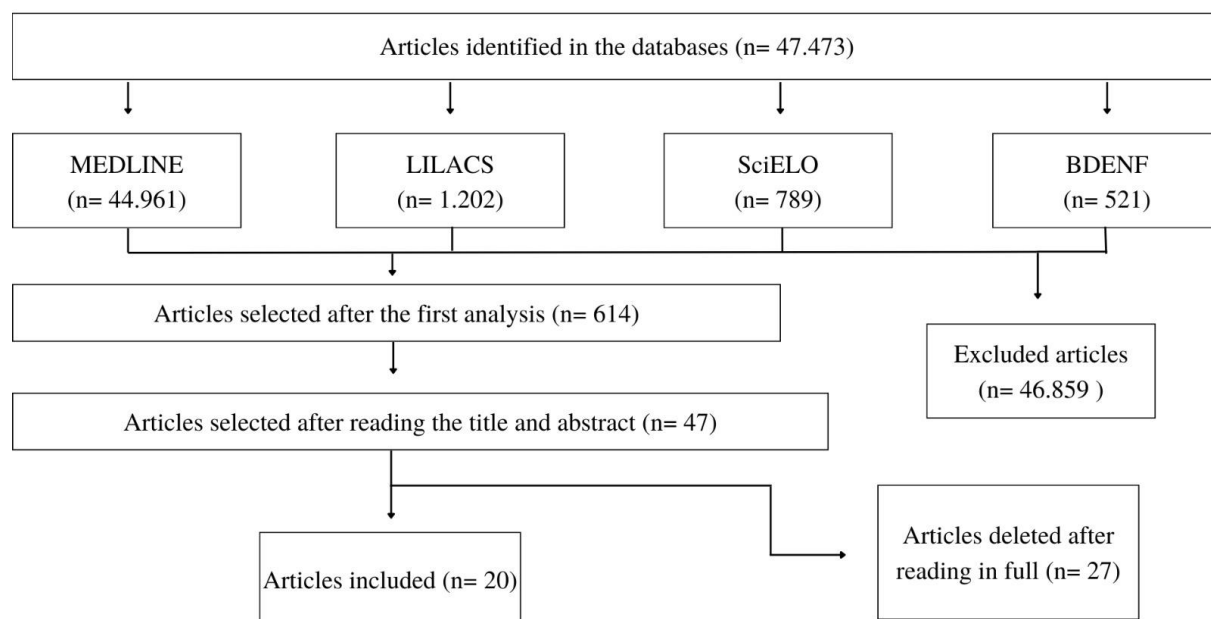 Articles identified in the databases (n= 47.473)
MEDLINE
(n= 44.961)
LILACS
(n= 1.202)
SciELO
(n= 789)
BDENF
(n= 521)
Articles selected after the first analysis (n= 614)
Excluded articles
(n= 46.859 )
Articles selected after reading the title and abstract (n= 47)
Articles included (n= 20)
Articles deleted after
reading in full (n= 27)